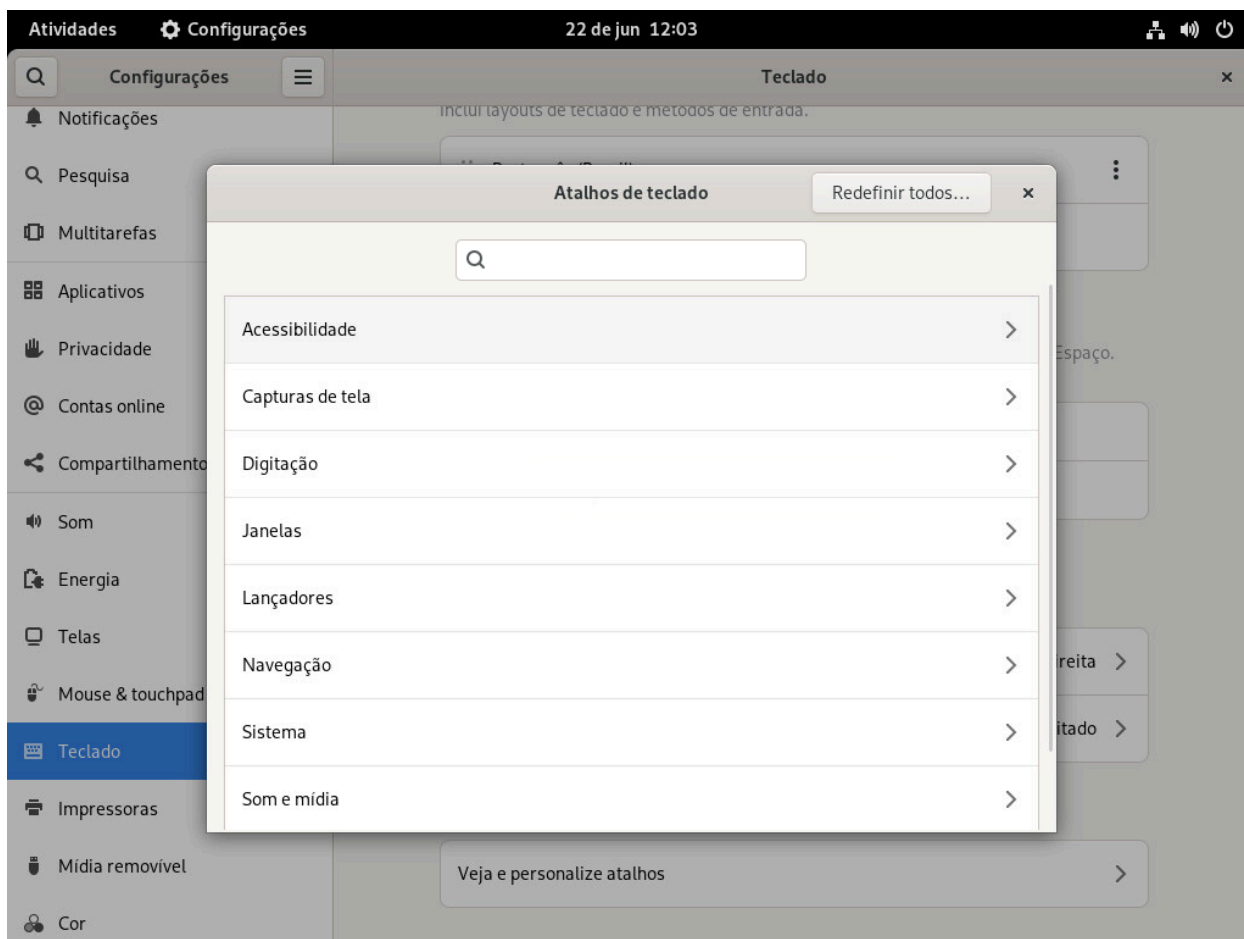 Atividades
Configurações
22 de jun 12:03
Configurações
Teclado
Notificações
Pesquisa
Multitarefas
Aplicativos
Privacidade
Contas online
Compartilhamento
Som
Energia
Telas
Mouse & touchpad
Teclado
Impressoras
Mídia removível
Cor
Inclui layouts de teclado e métodos de entrada.
Atalhos de teclado
Redefinir todos...
Acessibilidade
Capturas de tela
Digitação
Janelas
Lançadores
Navegação
Sistema
Som e mídia
Espaço.
reita
itado
Veja e personalize atalhos